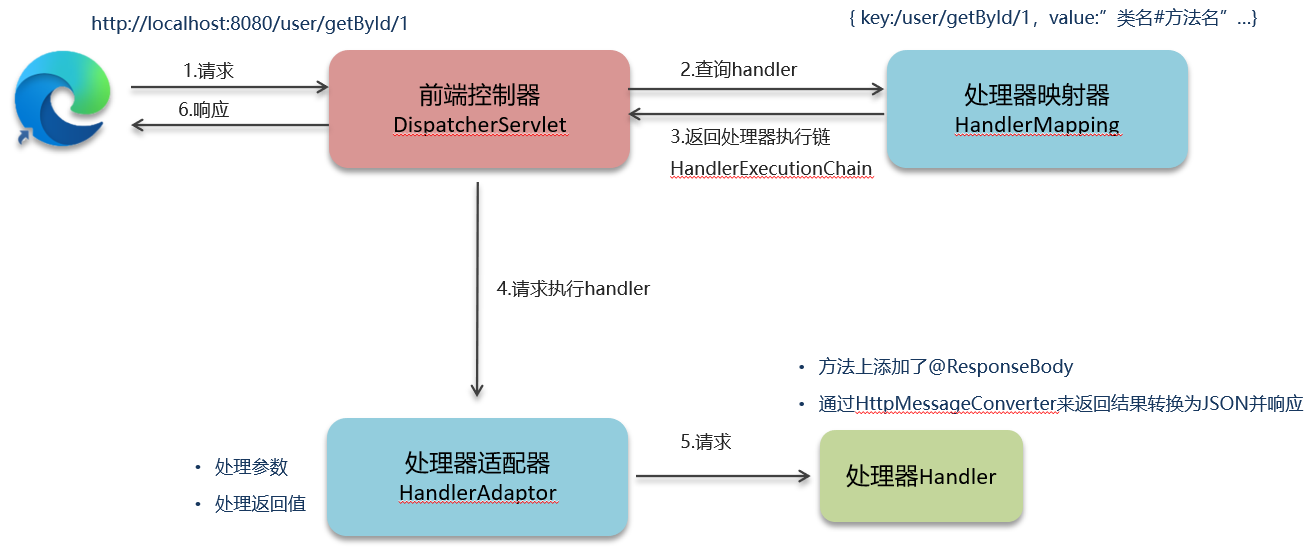 http://localhost:8080/user/getById/1
{ key:/user/getById/1，value:”类名#方法名”...}
1.请求
6.响应
前端控制器
DispatcherServlet
2.查询handler
3.返回处理器执行链
HandlerExecutionChain
处理器映射器
HandlerMapping
4.请求执行handler
• 方法上添加了@ResponseBody
• 通过HttpMessageConverter来返回结果转换为JSON并响应
• 处理参数
• 处理返回值
处理器适配器
HandlerAdaptor
5.请求
处理器Handler